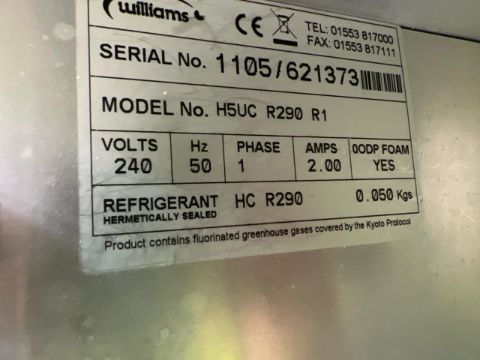 williams
CE
TEL: 01553 817000
FAX: 01553 817111
SERIAL No. 1105/621373
MODEL No. H5UC R290 R1
VOLTS Hz PHASE AMPS 0ODP FOAM
240 50 1 2.00 YES
REFRIGERANT HC R290 0.050 Kgs
HERMETICALLY SEALED
Product contains fluorinated greenhouse gases covered by the Kyoto Protocol